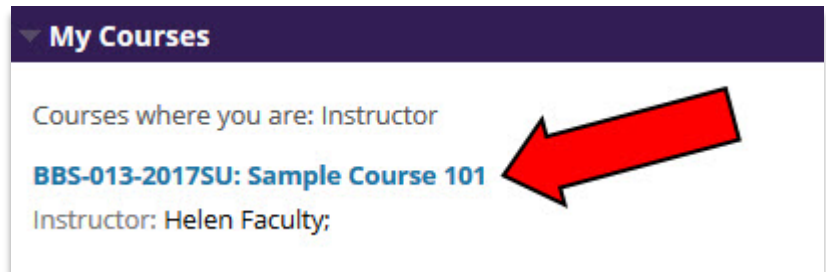 My Courses
Courses where you are: Instructor
BBS-013-2017SU: Sample Course 101
Instructor: Helen Faculty;